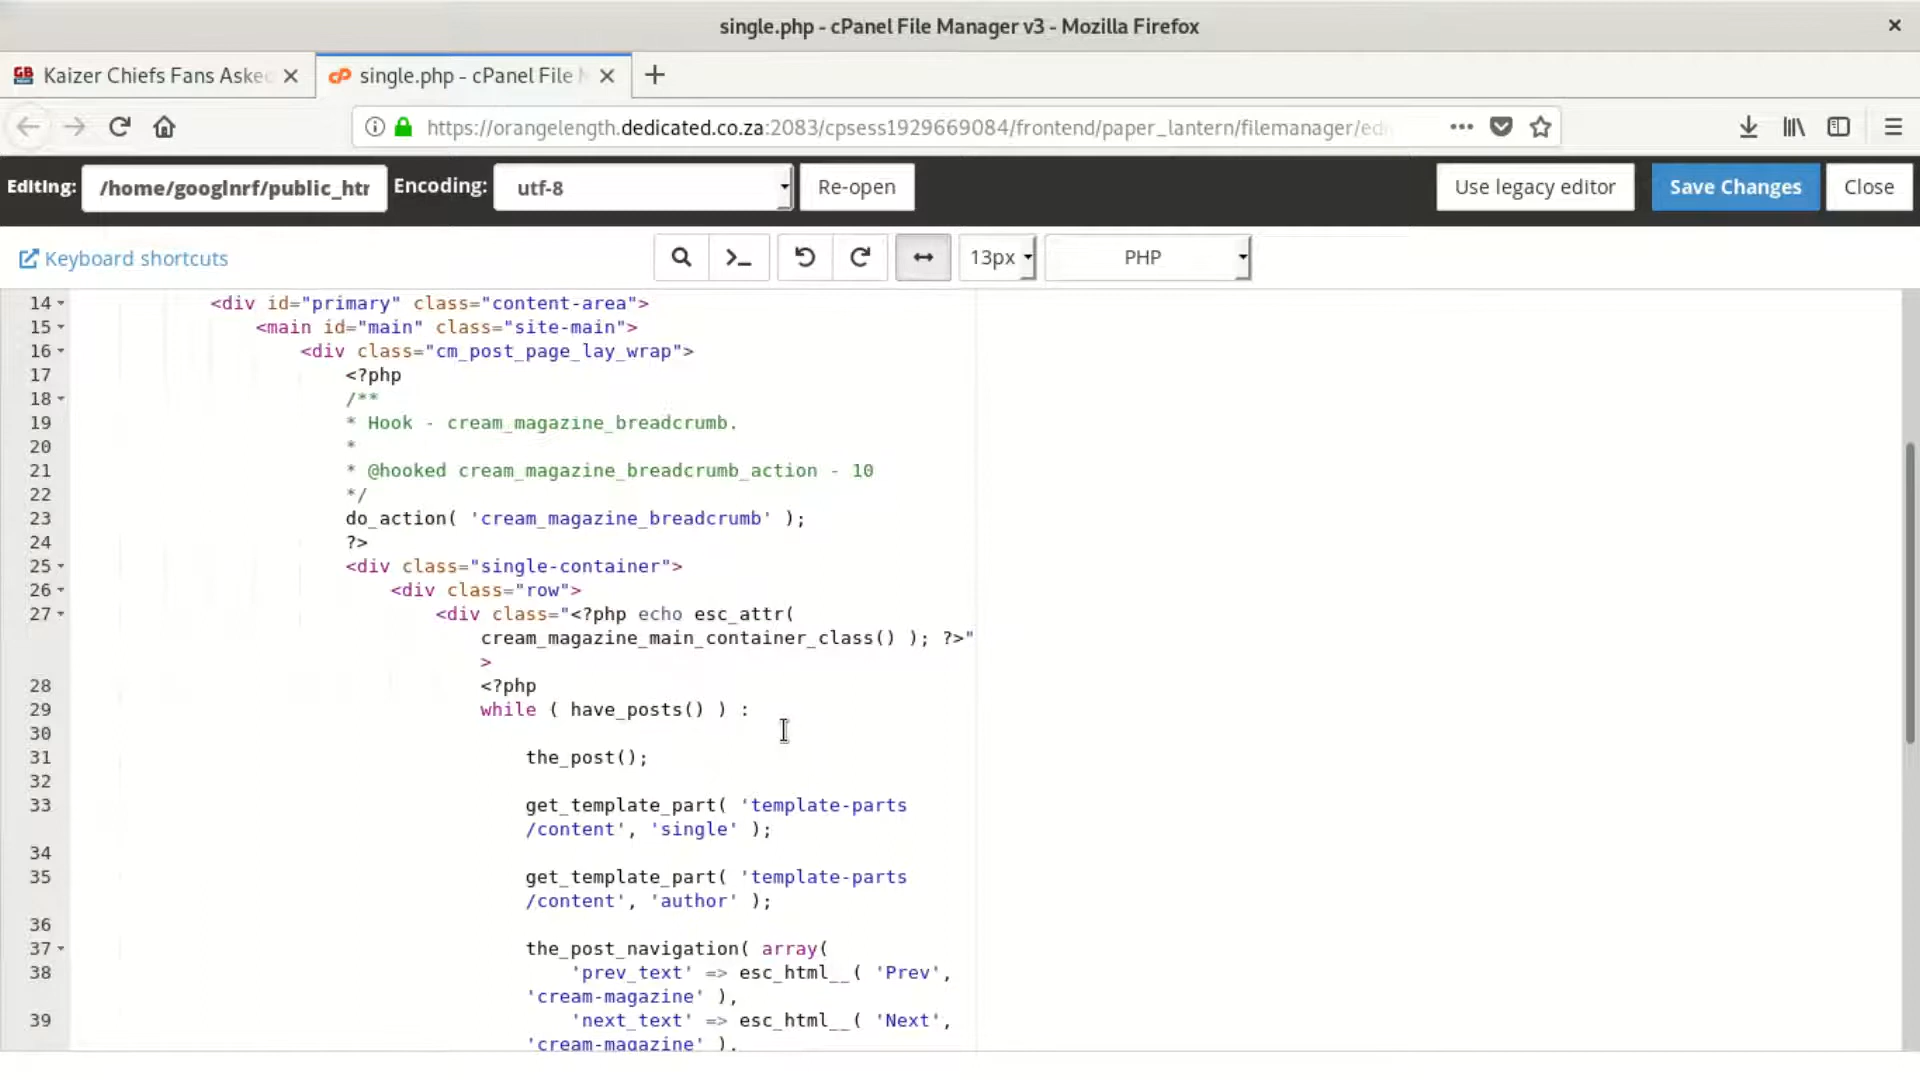 single.php - cPanel File Manager v3 - Mozilla Firefox
GB Kaizer Chiefs Fans Asked
cP single.php - cPanel File M
https://orangelength.dedicated.co.za:2083/cpsess1929669084/frontend/paper_lantern/filemanager/edi
Editing: /home/googlnrf/public_htr Encoding: utf-8 Re-open Use legacy editor Save Changes Close
Keyboard shortcuts 13px PHP
14 <div id="primary" class="content-area">
15 <main id="main" class="site-main">
16 <div class="cm_post_page_lay_wrap">
17 <?php
18 /**
19 * Hook - cream_magazine_breadcrumb.
20 *
21 * @hooked cream_magazine_breadcrumb_action - 10
22 */
23 do_action( 'cream_magazine_breadcrumb' );
24 ?>
25 <div class="single-container">
26 <div class="row">
27 <div class="<?php echo esc_attr(
cream_magazine_main_container_class() ); ?>"
>
28 <?php
29 while ( have_posts() ) :
30
31 the_post();
32
33 get_template_part( 'template-parts
/content', 'single' );
34
35 get_template_part( 'template-parts
/content', 'author' );
36
37 the_post_navigation( array(
38 'prev_text' => esc_html__( 'Prev',
'cream-magazine' ),
39 'next_text' => esc_html__( 'Next',
'cream-magazine' ),